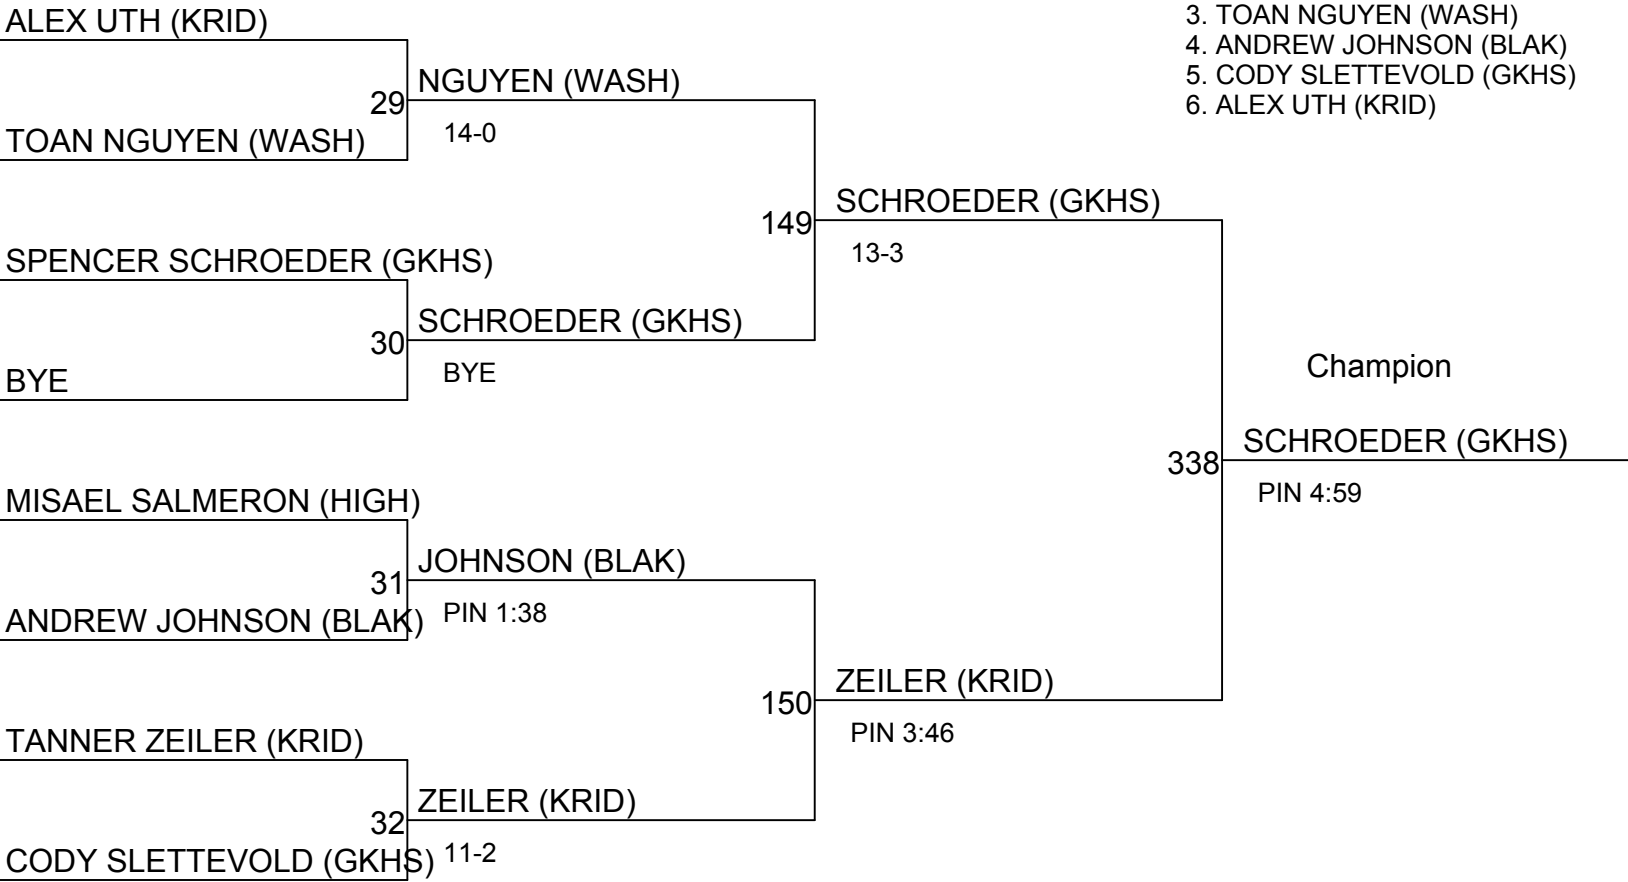 ALEX UTH (KRID)
3. TOAN NGUYEN (WASH)
4. ANDREW JOHNSON (BLAK)
5. CODY SLETTEVOLD (GKHS)
6. ALEX UTH (KRID)
29
NGUYEN (WASH)
14-0
TOAN NGUYEN (WASH)
149
SCHROEDER (GKHS)
13-3
SPENCER SCHROEDER (GKHS)
30
SCHROEDER (GKHS)
BYE
BYE
Champion
338
SCHROEDER (GKHS)
PIN 4:59
MISAEL SALMERON (HIGH)
31
JOHNSON (BLAK)
PIN 1:38
ANDREW JOHNSON (BLAK)
150
ZEILER (KRID)
PIN 3:46
TANNER ZEILER (KRID)
32
ZEILER (KRID)
11-2
CODY SLETTEVOLD (GKHS)